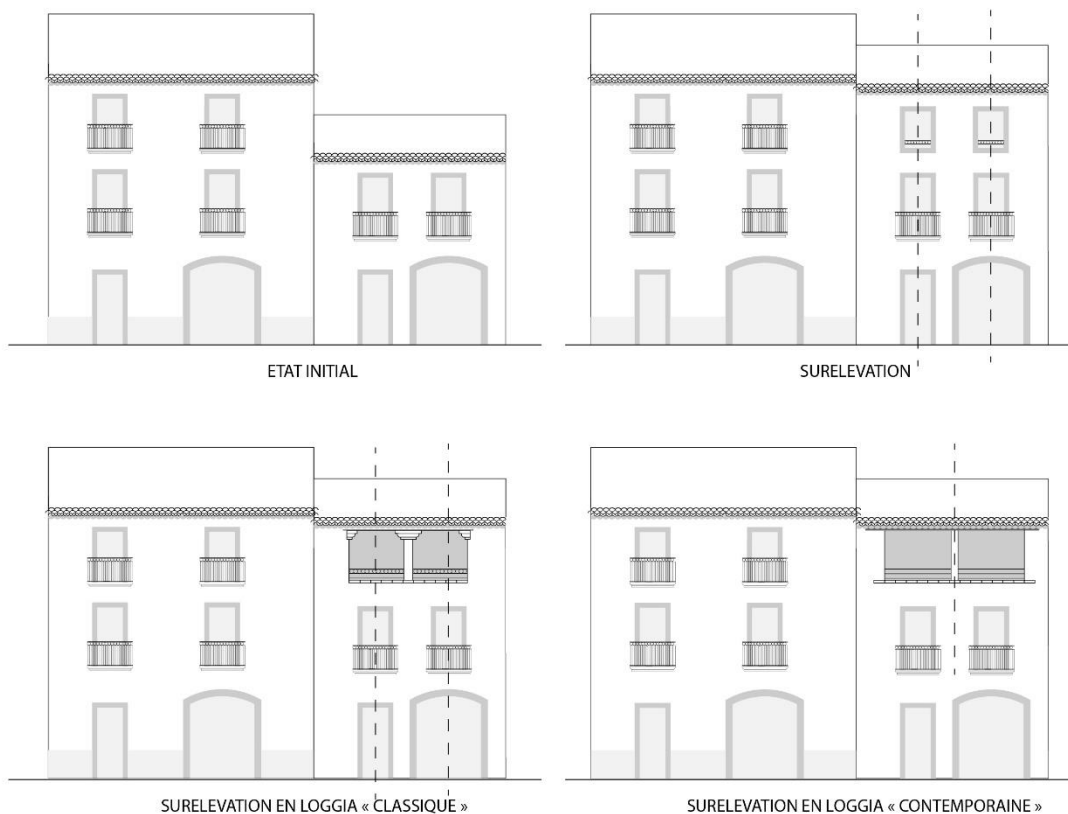 ETAT INITIAL
SURELEVATION
SURELEVATION EN LOGGIA « CLASSIQUE »
SURELEVATION EN LOGGIA « CONTEMPORAINE »